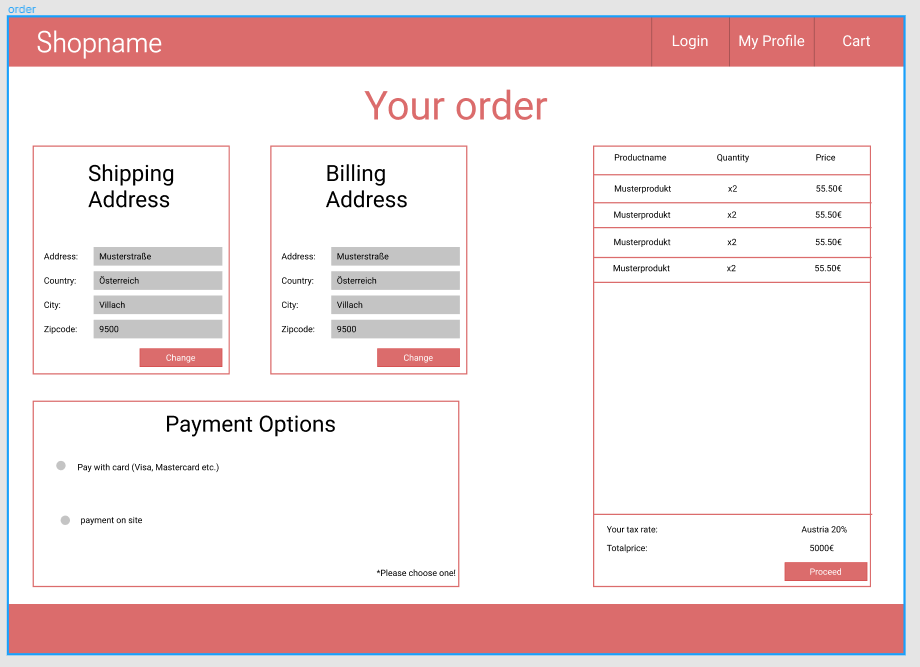 order
Shopname
Login My Profile Cart
Your order
Shipping
Address
Address: Musterstraße
Country: Österreich
City: Villach
Zipcode: 9500
Change
Billing
Address
Address: Musterstraße
Country: Österreich
City: Villach
Zipcode: 9500
Change
Productname Quantity Price
Musterprodukt x2 55.50€
Musterprodukt x2 55.50€
Musterprodukt x2 55.50€
Musterprodukt x2 55.50€
Your tax rate: Austria 20%
Totalprice: 5000€
Proceed
Payment Options
Pay with card (Visa, Mastercard etc.)
payment on site
*Please choose one!